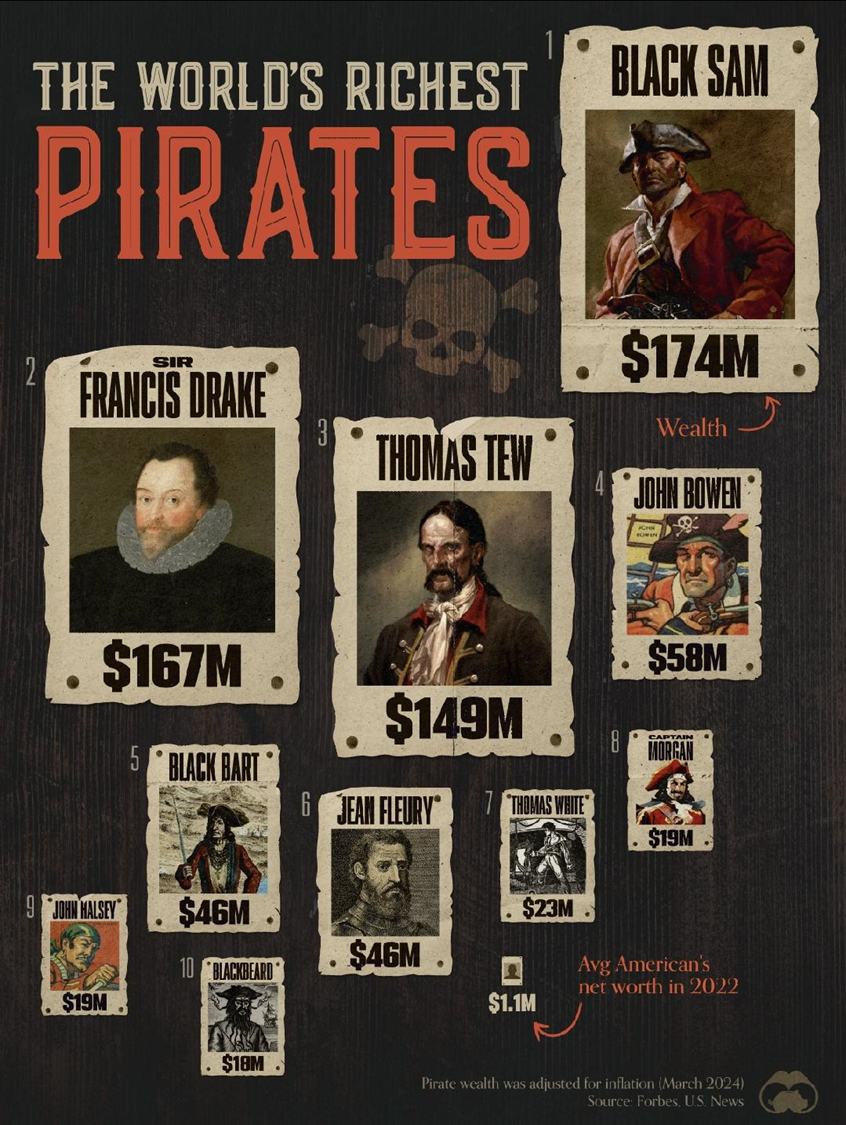 THE WORLD'S RICHEST
PIRATES
1
BLACK SAM
$174M
Wealth
2
SIR
FRANCIS DRAKE
$167M
3
THOMAS TEW
$149M
4
JOHN BOWEN
JOHN
BOWEN
$58M
5
BLACK BART
$46M
6
JEAN FLEURY
$46M
7
THOMAS WHITE
$23M
8
CAPTAIN
MORGAN
$19M
9
JOHN HALSEY
$19M
10
BLACKBEARD
$18M
Avg American's
net worth in 2022
$1.1M
Pirate wealth was adjusted for inflation (March 2024)
Source: Forbes, U.S. News